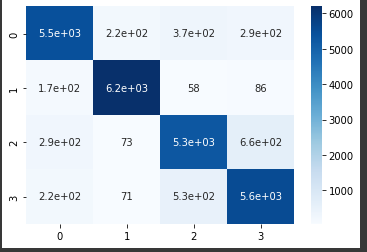 6000
0 5.5e+03 2.2e+02 3.7e+02 2.9e+02
5000
1 1.7e+02 6.2e+03 58 86
4000
3000
2 2.9e+02 73 5.3e+03 6.6e+02
2000
3 2.2e+02 71 5.3e+02 5.6e+03
1000
0 1 2 3